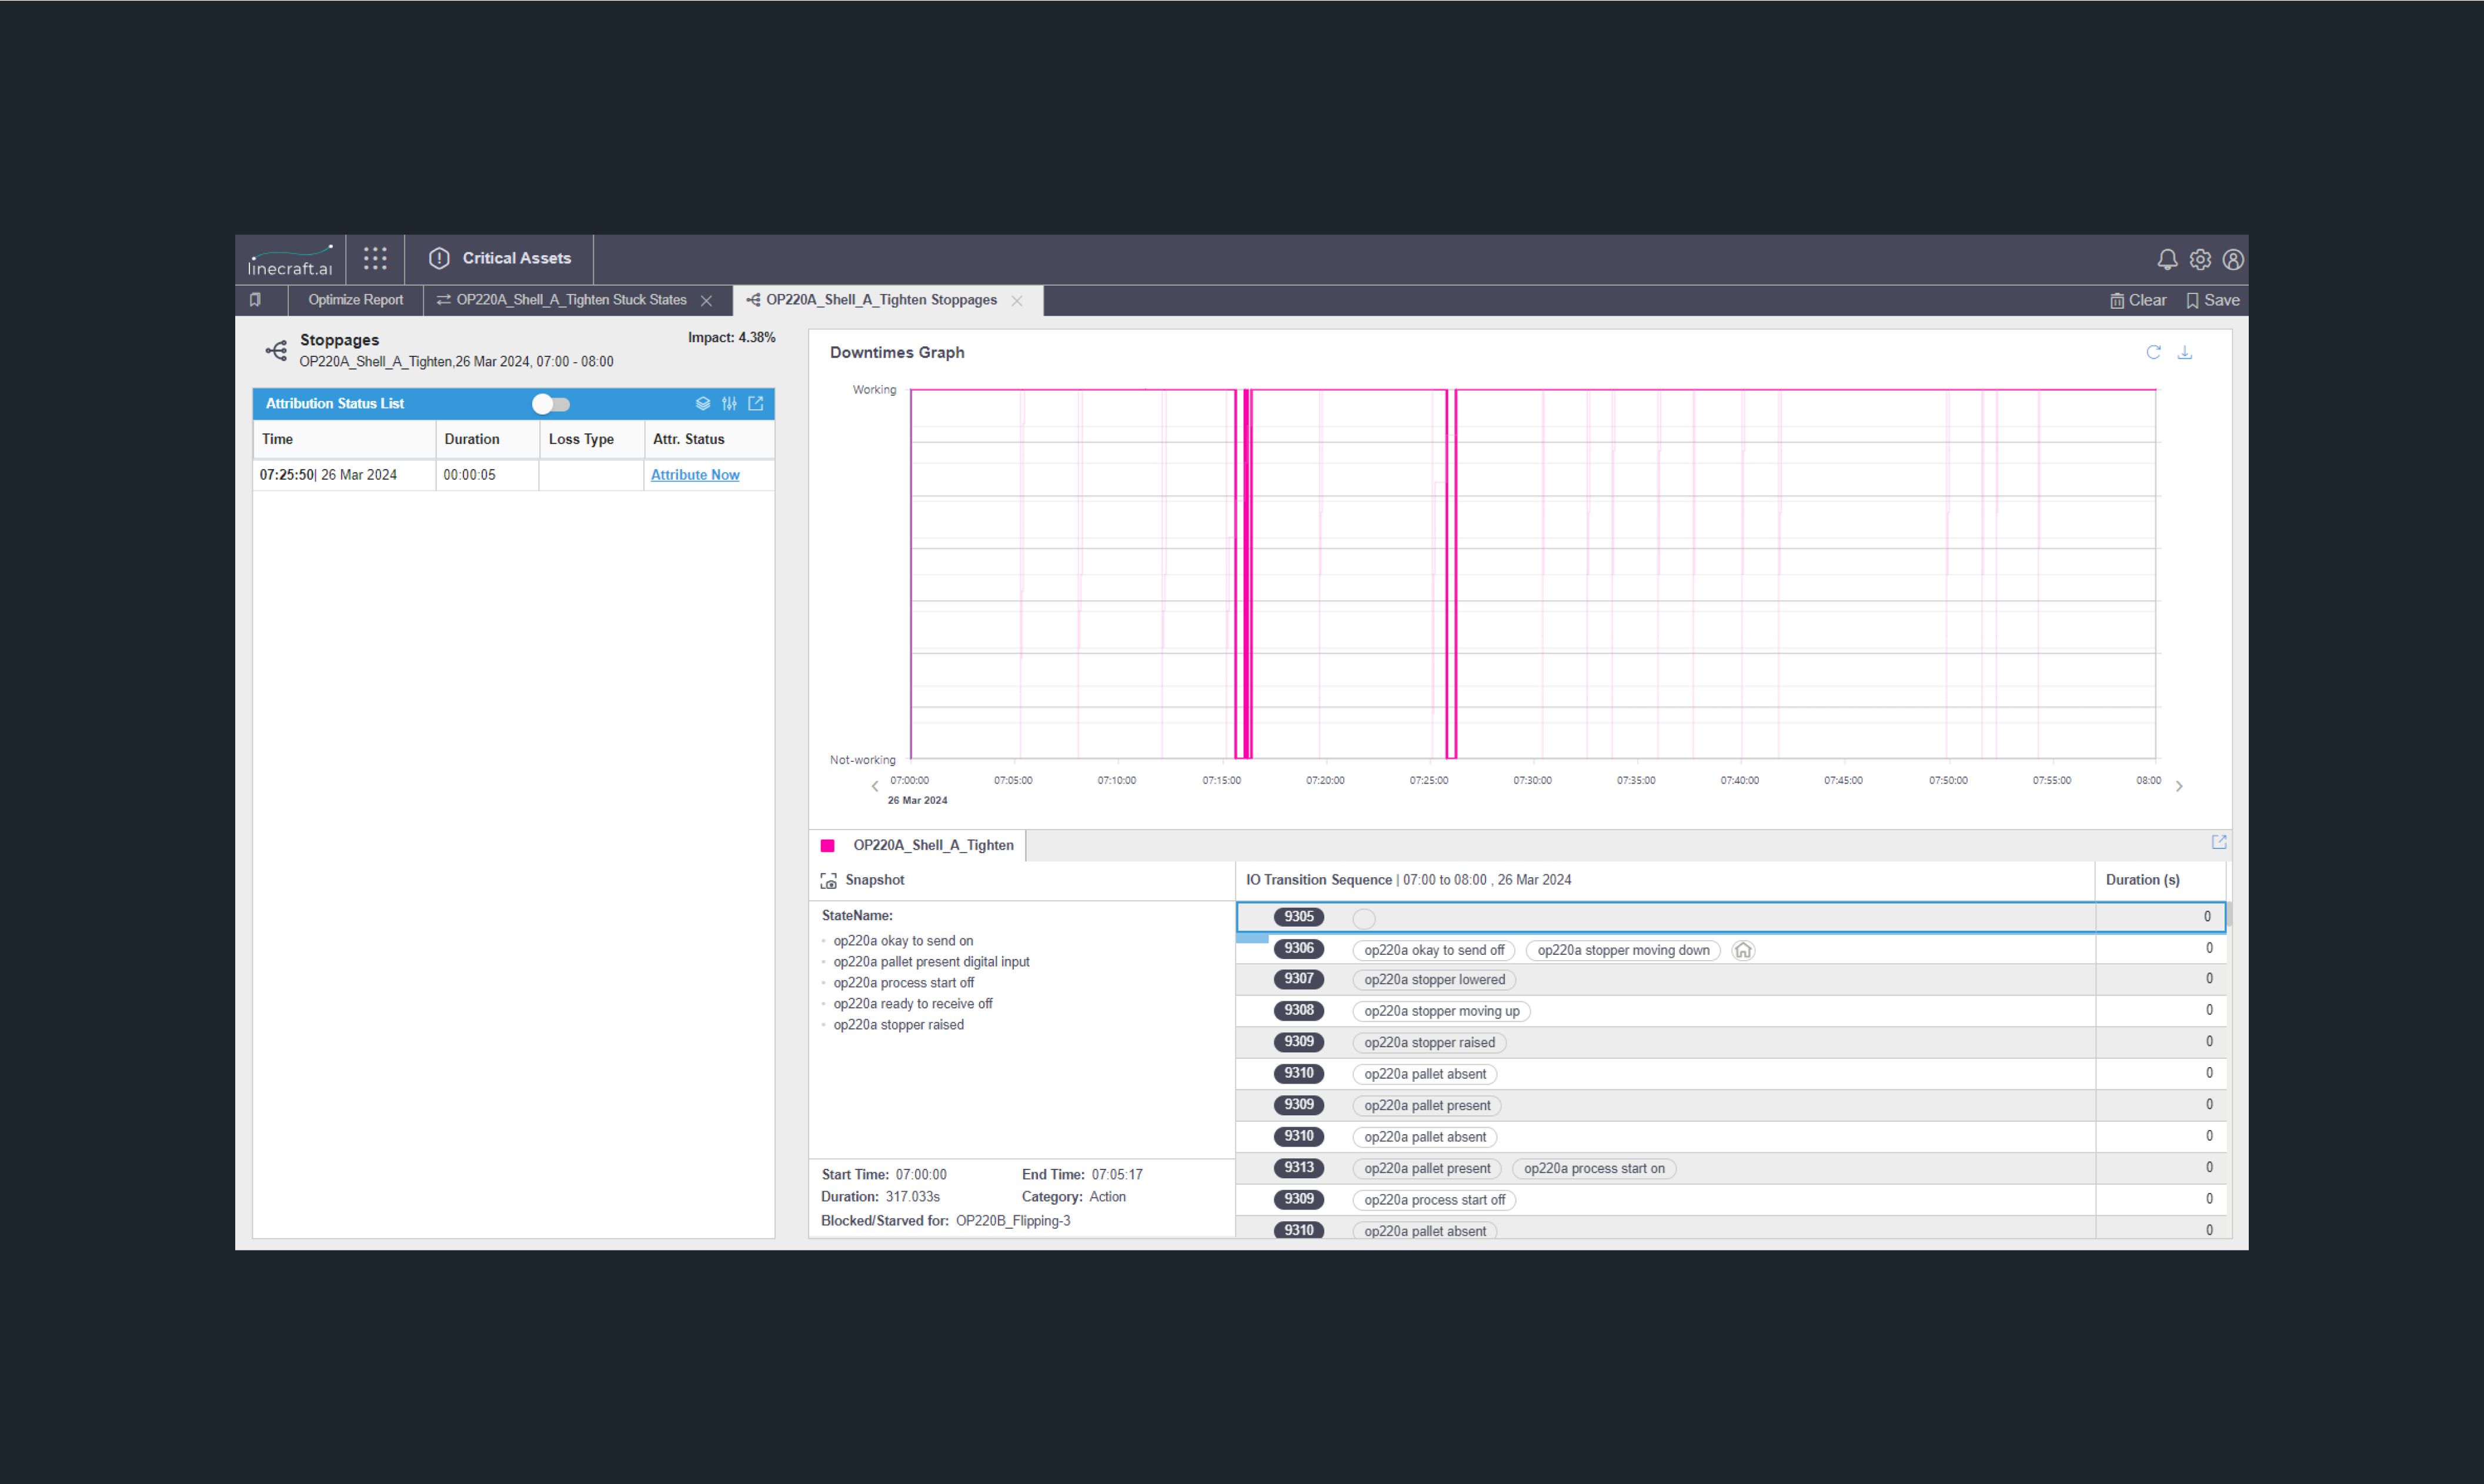 linecraft.ai
Critical Assets
Optimize Report
OP220A_Shell_A_Tighten Stuck States
OP220A_Shell_A_Tighten Stoppages
Clear
Save
Stoppages
Impact: 4.38%
OP220A_Shell_A_Tighten,26 Mar 2024, 07:00 - 08:00
Attribution Status List
Time Duration Loss Type Attr. Status
07:25:50| 26 Mar 2024 00:00:05 Attribute Now
Downtimes Graph
Working
Not-working
07:00:00 07:05:00 07:10:00 07:15:00 07:20:00 07:25:00 07:30:00 07:35:00 07:40:00 07:45:00 07:50:00 07:55:00 08:00
26 Mar 2024
OP220A_Shell_A_Tighten
Snapshot
StateName:
op220a okay to send on
op220a pallet present digital input
op220a process start off
op220a ready to receive off
op220a stopper raised
Start Time: 07:00:00 End Time: 07:05:17
Duration: 317.033s Category: Action
Blocked/Starved for: OP220B_Flipping-3
IO Transition Sequence | 07:00 to 08:00 , 26 Mar 2024 Duration (s)
9305 0
9306 op220a okay to send off op220a stopper moving down 0
9307 op220a stopper lowered 0
9308 op220a stopper moving up 0
9309 op220a stopper raised 0
9310 op220a pallet absent 0
9309 op220a pallet present 0
9310 op220a pallet absent 0
9313 op220a pallet present op220a process start on 0
9309 op220a process start off 0
9310 op220a pallet absent 0